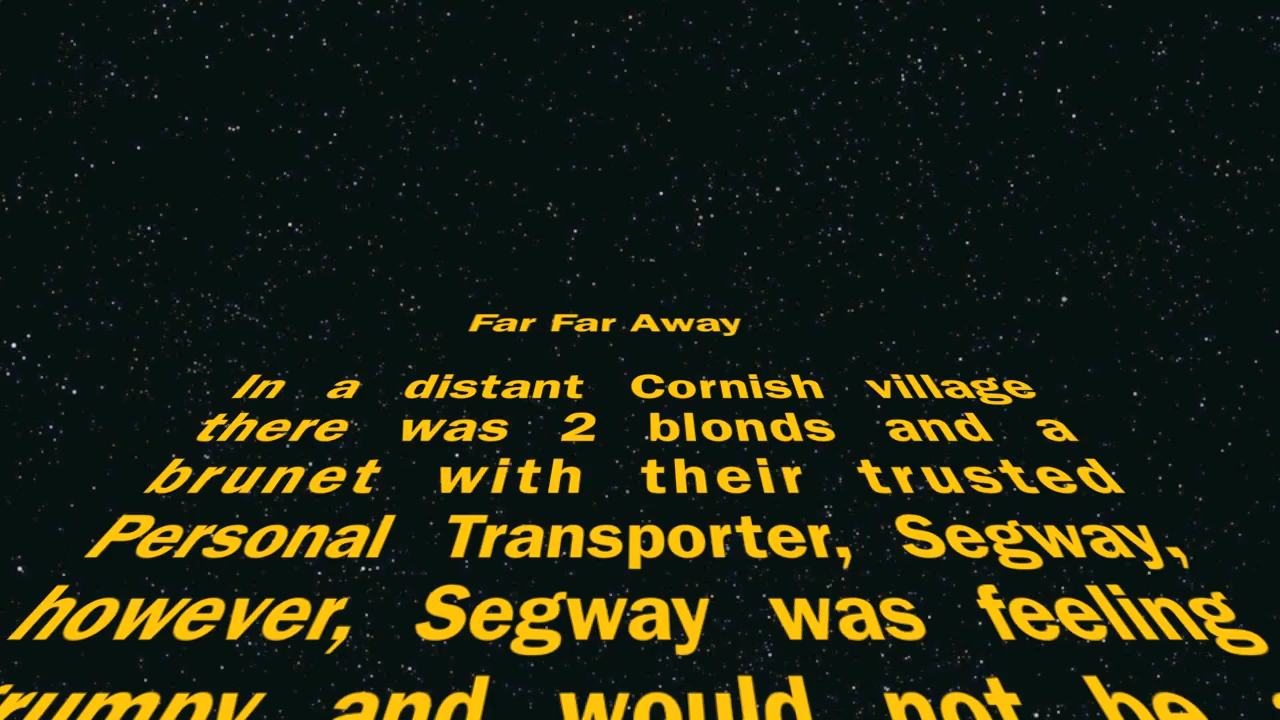 Far Far Away
In a distant Cornish village
there was 2 blonds and a
brunet with their trusted
Personal Transporter, Segway,
however, Segway was feeling
and would not be